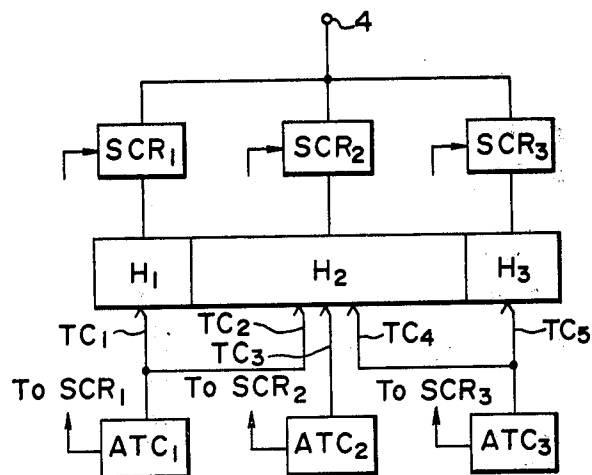 4
SCR₁ SCR₂ SCR₃
H₁ H₂ H₃
TC₁ TC₂ TC₃ TC₄ TC₅
To SCR₁ To SCR₂ To SCR₃
ATC₁ ATC₂ ATC₃